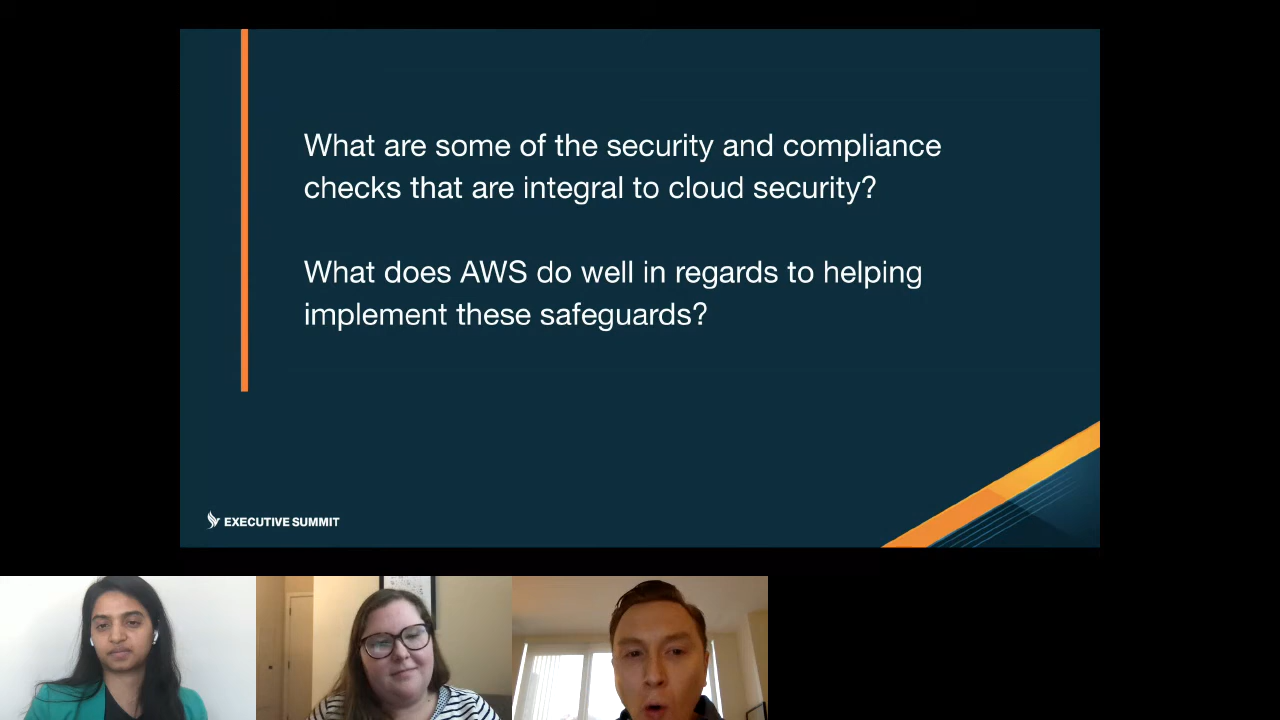 What are some of the security and compliance
checks that are integral to cloud security?
What does AWS do well in regards to helping
implement these safeguards?
EXECUTIVE SUMMIT